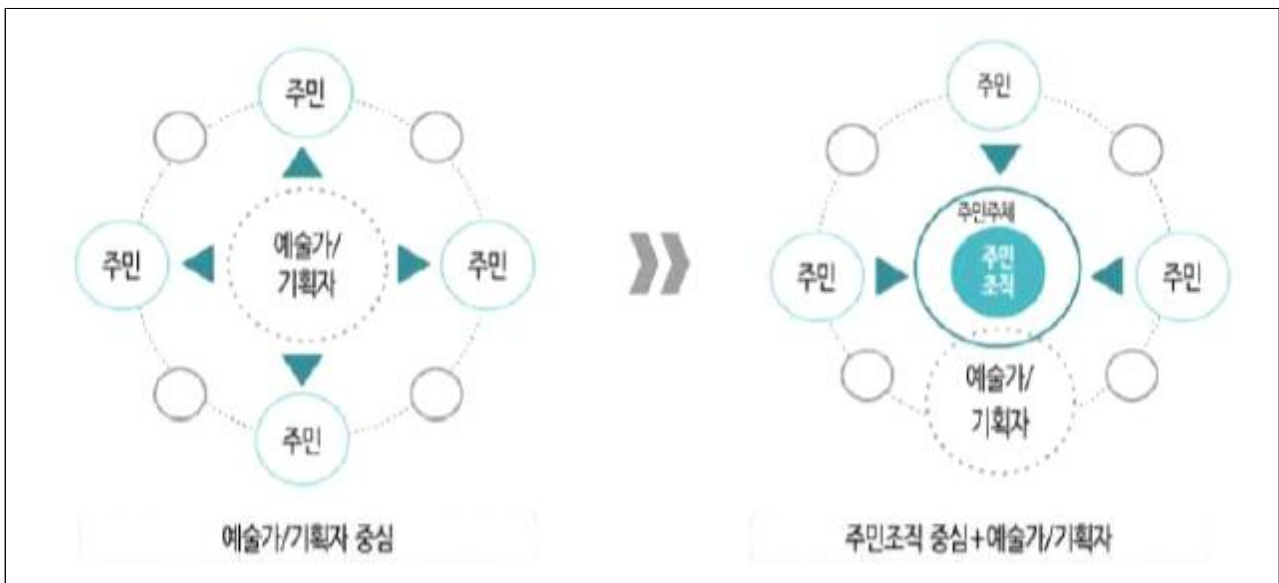 주민
주민
예술가/
기획자
주민
주민
예술가/기획자 중심
주민
주민주체
주민
조직
주민
주민
예술가/
기획자
주민조직 중심+예술가/기획자